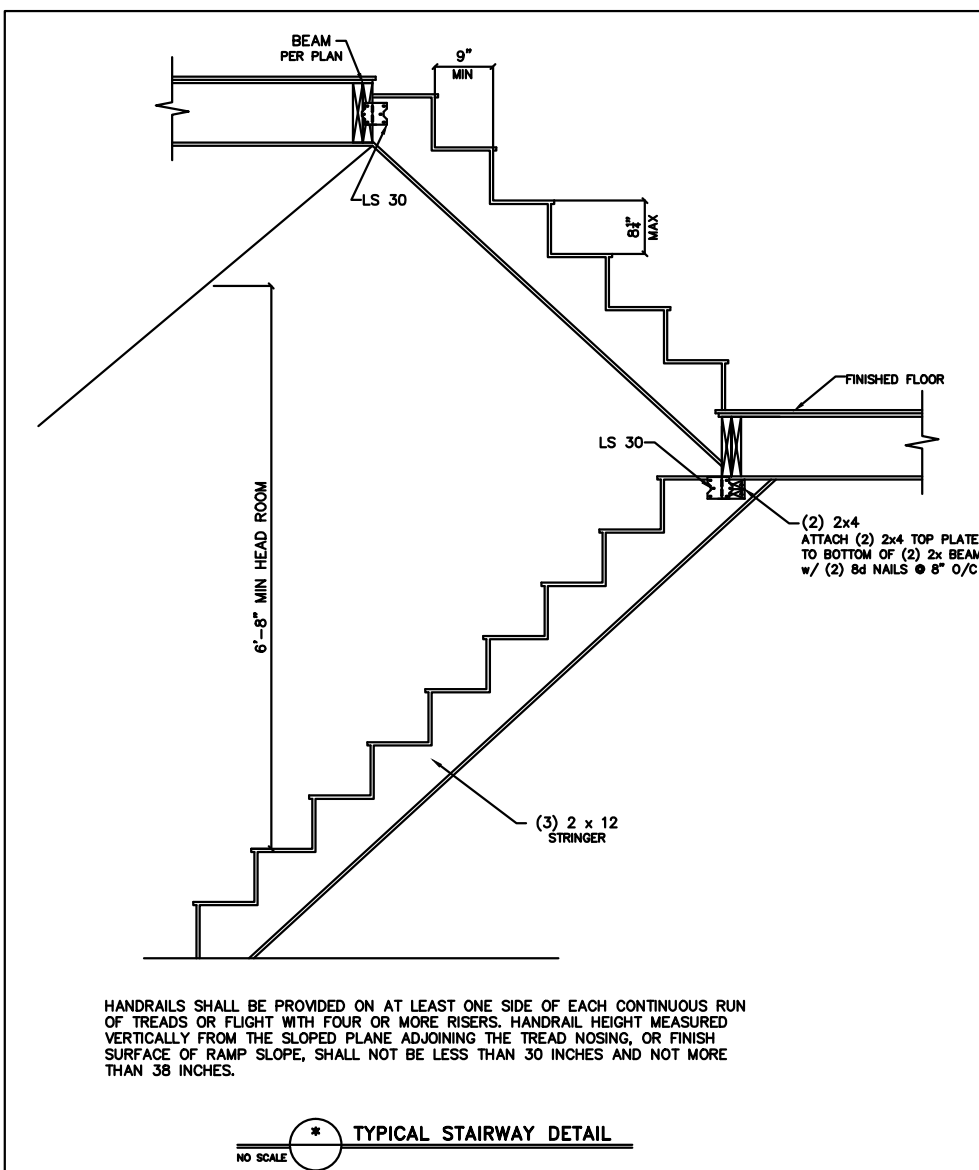 BEAM
PER PLAN
9"
MIN
LS 30
8¼"
MAX
FINISHED FLOOR
LS 30
(2) 2x4
ATTACH (2) 2x4 TOP PLATE
TO BOTTOM OF (2) 2x BEAM
w/ (2) 8d NAILS @ 8" O/C
6'-8" MIN HEAD ROOM
(3) 2 x 12
STRINGER
HANDRAILS SHALL BE PROVIDED ON AT LEAST ONE SIDE OF EACH CONTINUOUS RUN
OF TREADS OR FLIGHT WITH FOUR OR MORE RISERS. HANDRAIL HEIGHT MEASURED
VERTICALLY FROM THE SLOPED PLANE ADJOINING THE TREAD NOSING, OR FINISH
SURFACE OF RAMP SLOPE, SHALL NOT BE LESS THAN 30 INCHES AND NOT MORE
THAN 38 INCHES.
* TYPICAL STAIRWAY DETAIL
NO SCALE